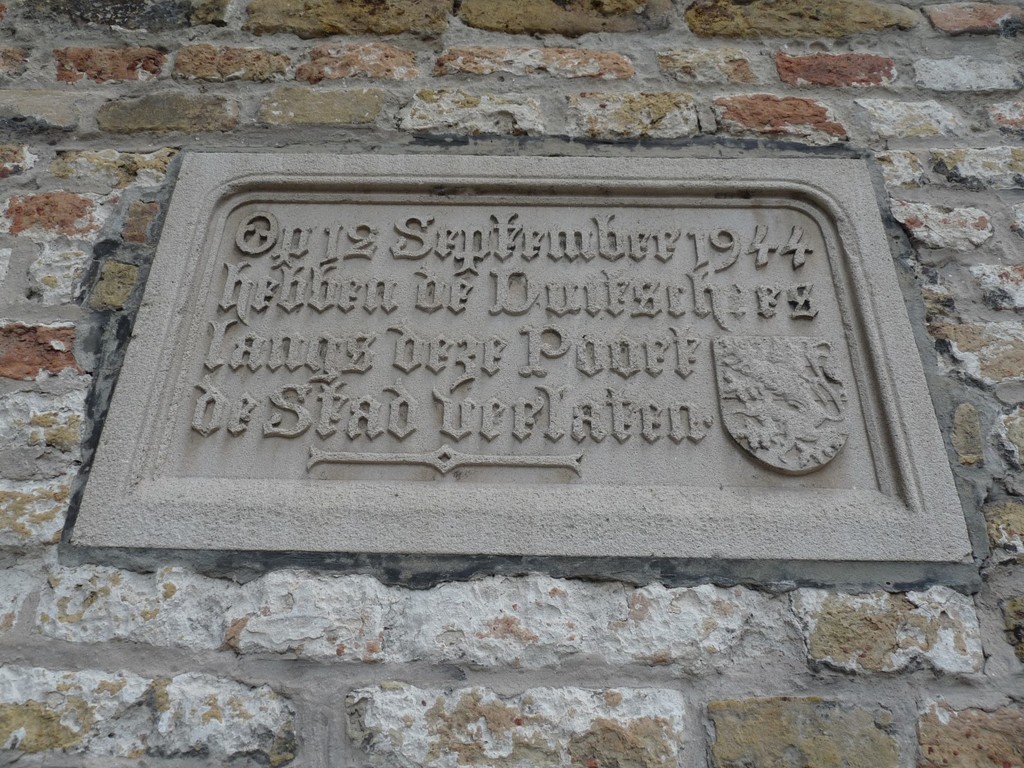 Op 12 September 1944
hebben de Duitschers
langs deze Poort
de Stad verlaten.